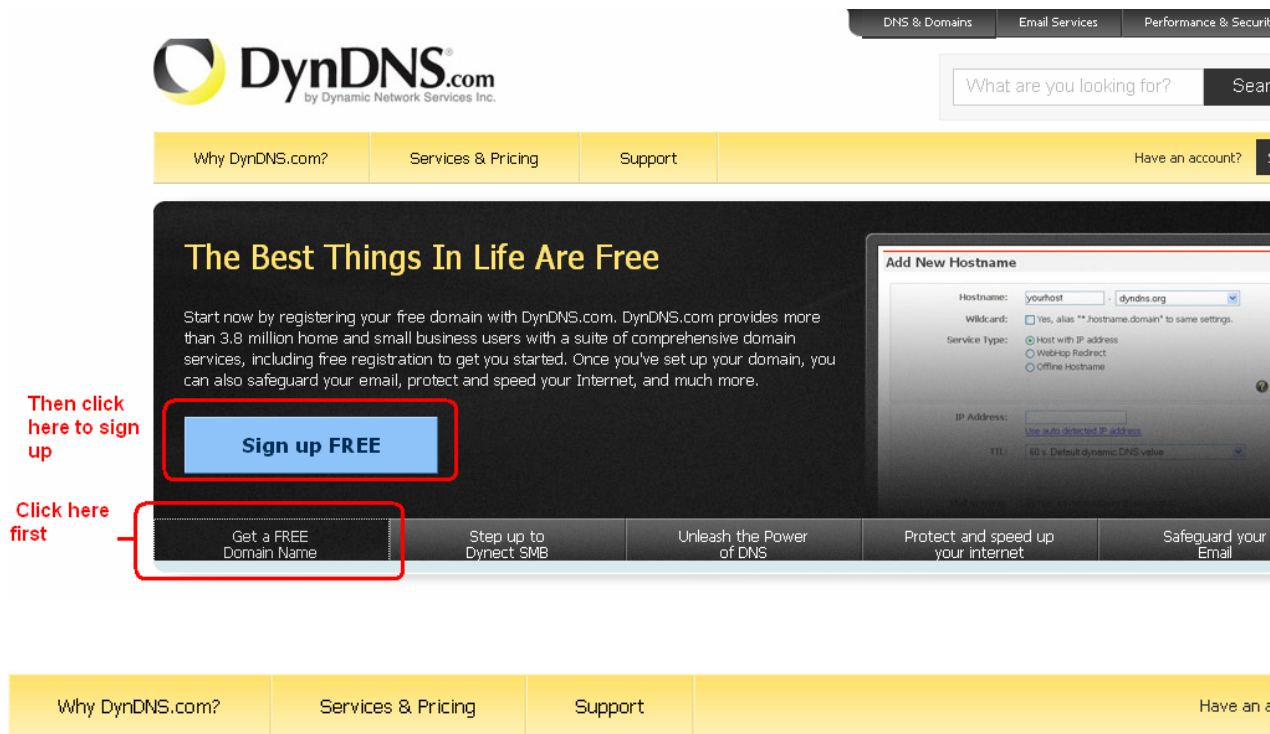 DNS & Domains Email Services Performance & Securit
DynDNS.com
by Dynamic Network Services Inc.
What are you looking for? Sear
Why DynDNS.com? Services & Pricing Support Have an account? S
The Best Things In Life Are Free
Start now by registering your free domain with DynDNS.com. DynDNS.com provides more
than 3.8 million home and small business users with a suite of comprehensive domain
services, including free registration to get you started. Once you've set up your domain, you
can also safeguard your email, protect and speed your Internet, and much more.
Add New Hostname
Hostname: yourhost . dyndns.org
Wildcard: Yes, alias "*.hostname.domain" to same settings.
Service Type: Host with IP address
WebHop Redirect
Offline Hostname
IP Address:
Use auto detected IP address
TTL: 60 s. Default dynamic DNS value
Then click
here to sign
up
Sign up FREE
Click here
first
Get a FREE
Domain Name
Step up to
Dynect SMB
Unleash the Power
of DNS
Protect and speed up
your internet
Safeguard your
Email
Why DynDNS.com? Services & Pricing Support Have an a